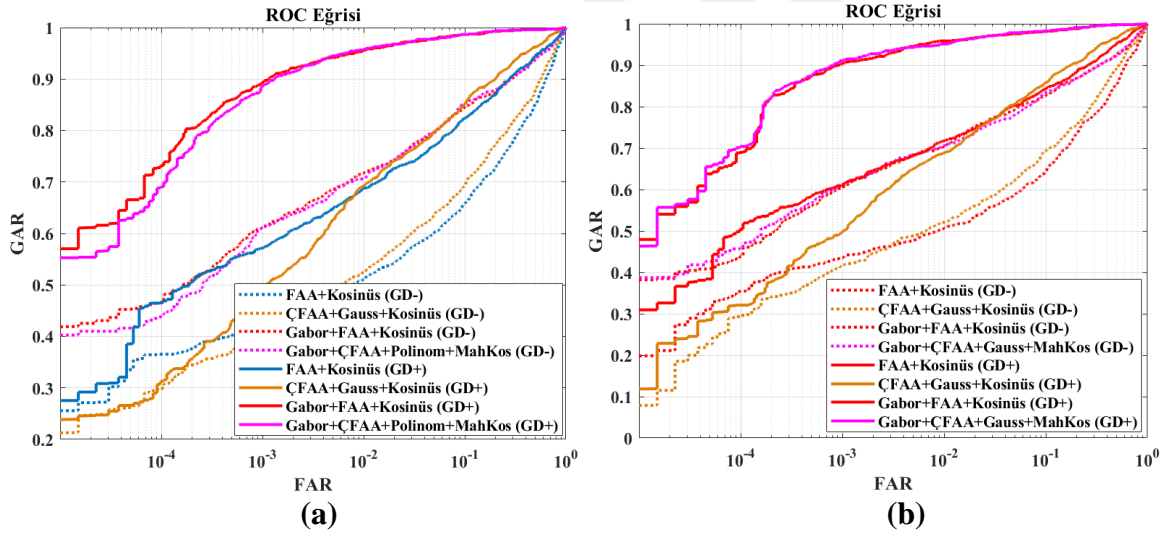 ROC Eğrisi
1
0.9
0.8
0.7
0.6
0.5
0.4
0.3
0.2
GAR
FAA+Kosinüs (GD-)
ÇFAA+Gauss+Kosinüs (GD-)
Gabor+FAA+Kosinüs (GD-)
Gabor+ÇFAA+Polinom+MahKos (GD-)
FAA+Kosinüs (GD+)
ÇFAA+Gauss+Kosinüs (GD+)
Gabor+FAA+Kosinüs (GD+)
Gabor+ÇFAA+Polinom+MahKos (GD+)
10⁻⁴ 10⁻³ 10⁻² 10⁻¹ 10⁰
FAR
(a)
ROC Eğrisi
1
0.9
0.8
0.7
0.6
0.5
0.4
0.3
0.2
0.1
0
GAR
FAA+Kosinüs (GD-)
ÇFAA+Gauss+Kosinüs (GD-)
Gabor+FAA+Kosinüs (GD-)
Gabor+ÇFAA+Gauss+MahKos (GD-)
FAA+Kosinüs (GD+)
ÇFAA+Gauss+Kosinüs (GD+)
Gabor+FAA+Kosinüs (GD+)
Gabor+ÇFAA+Gauss+MahKos (GD+)
10⁻⁴ 10⁻³ 10⁻² 10⁻¹ 10⁰
FAR
(b)